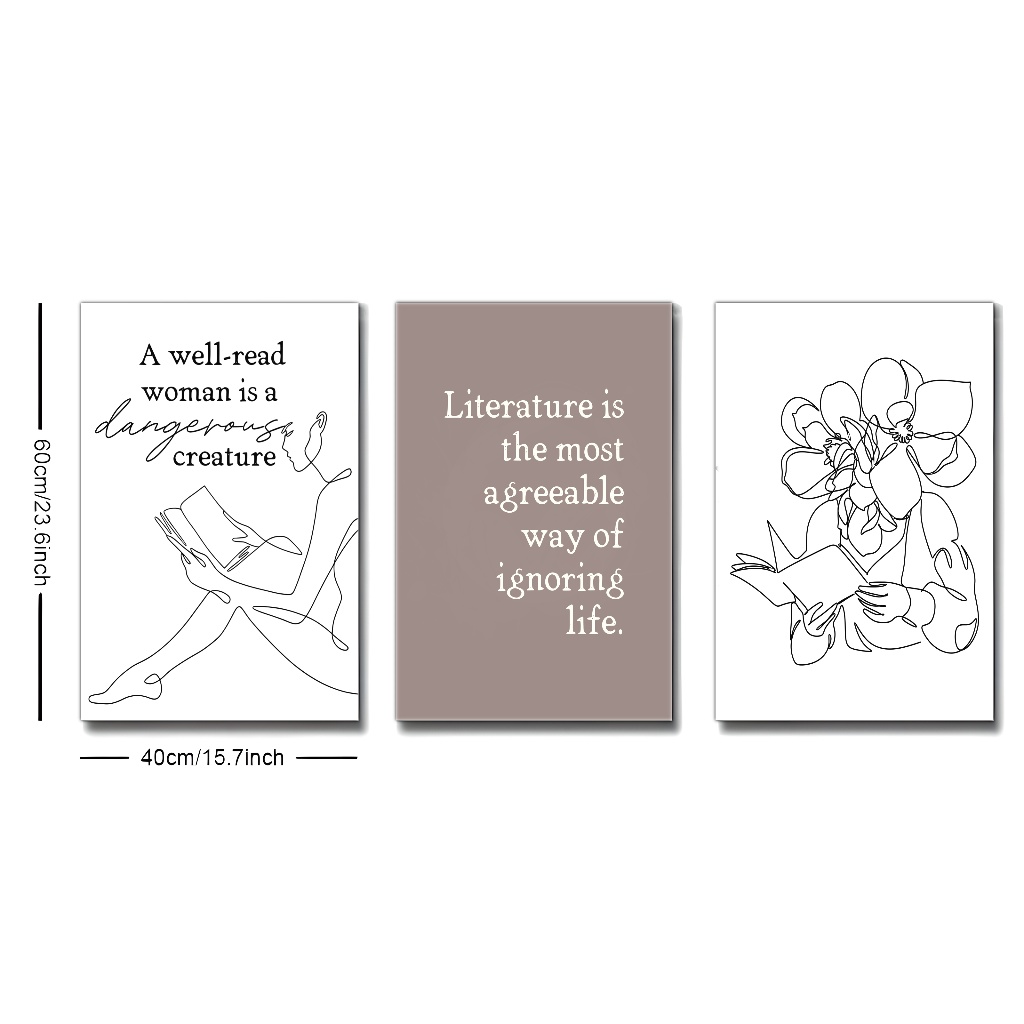 A well-read
woman is a
dangerous
creature
Literature is
the most
agreeable
way of
ignoring
life.
60cm/23.6inch
40cm/15.7inch